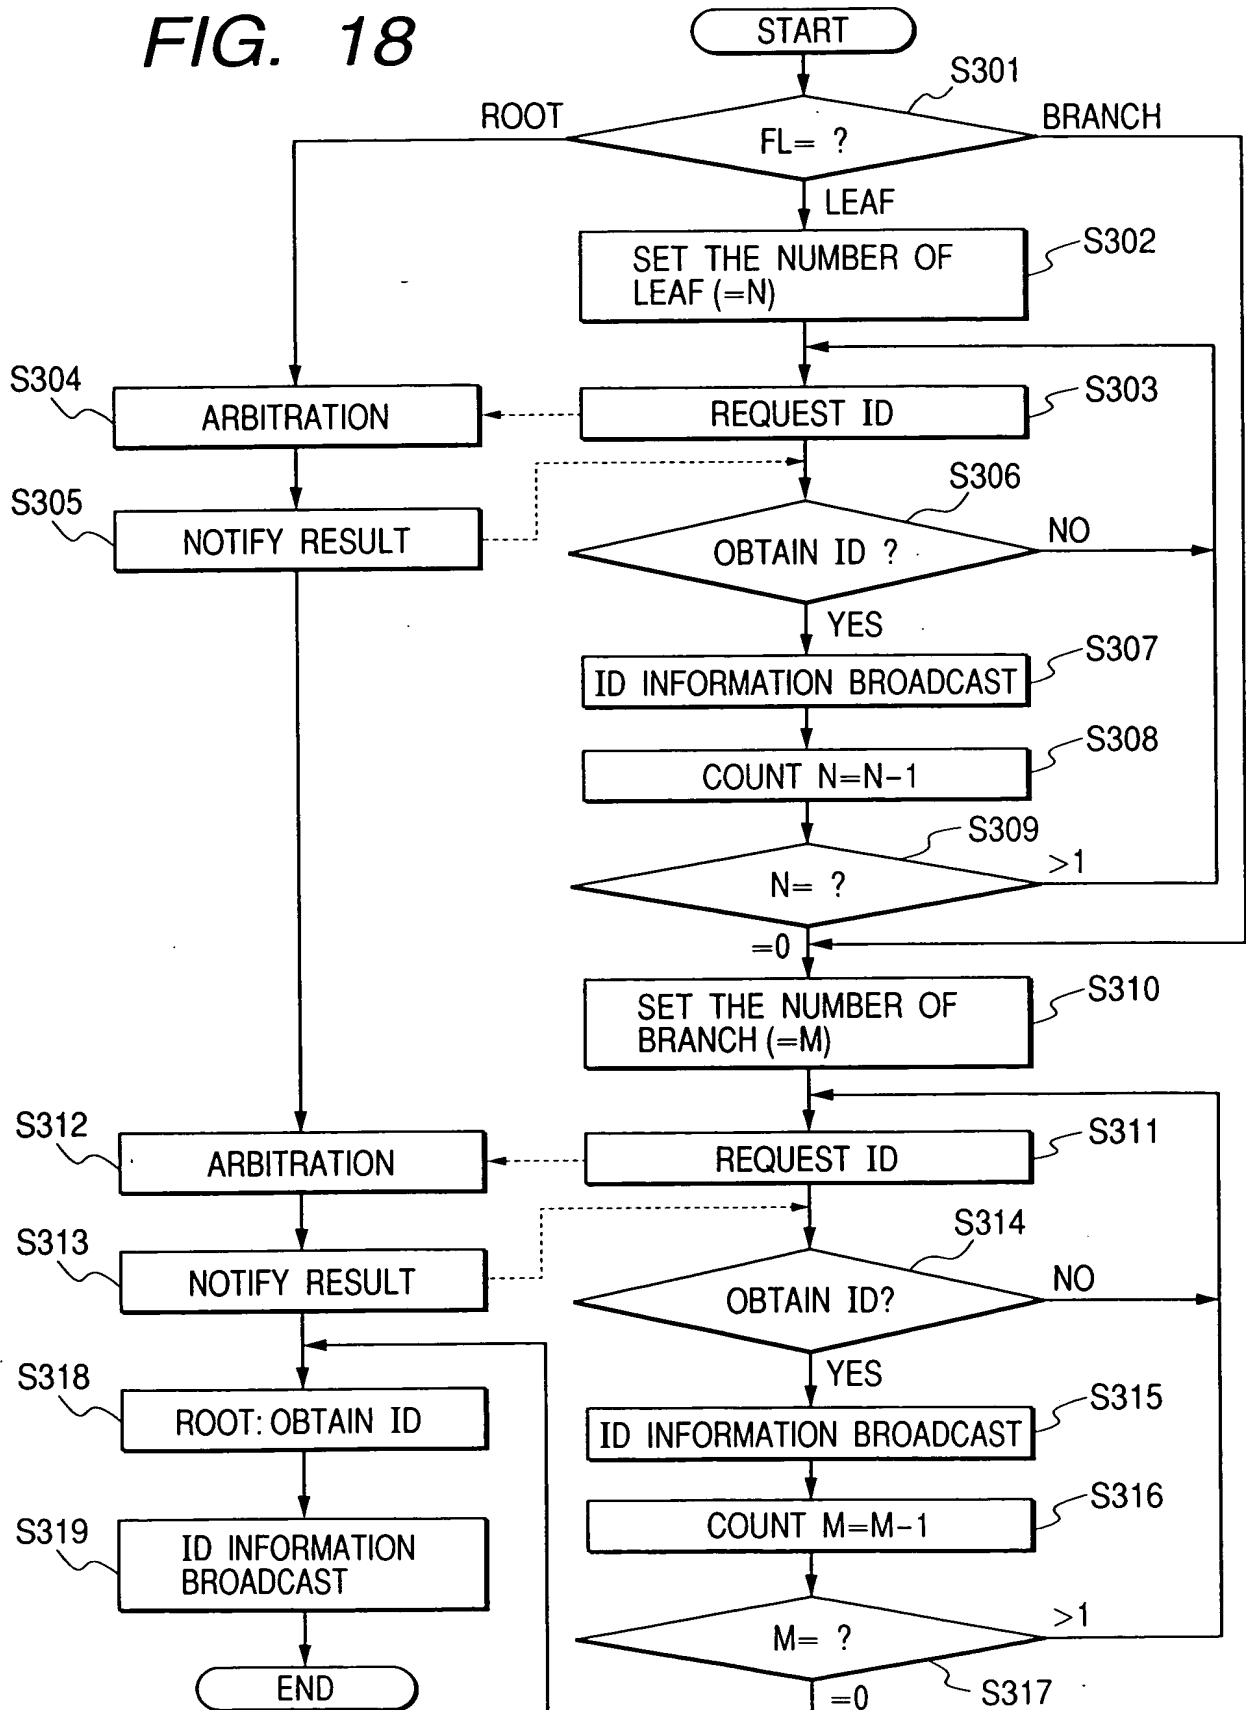 FIG. 18
START
S301
ROOT
BRANCH
FL= ?
LEAF
S302
SET THE NUMBER OF
LEAF (=N)
S304
ARBITRATION
S303
REQUEST ID
S305
NOTIFY RESULT
S306
OBTAIN ID ?
NO
YES
S307
ID INFORMATION BROADCAST
S308
COUNT N=N-1
S309
N= ?
>1
=0
S310
SET THE NUMBER OF
BRANCH (=M)
S312
ARBITRATION
S311
REQUEST ID
S313
NOTIFY RESULT
S314
OBTAIN ID?
NO
YES
S318
ROOT: OBTAIN ID
S315
ID INFORMATION BROADCAST
S316
COUNT M=M-1
S319
ID INFORMATION
BROADCAST
M= ?
>1
S317
=0
END